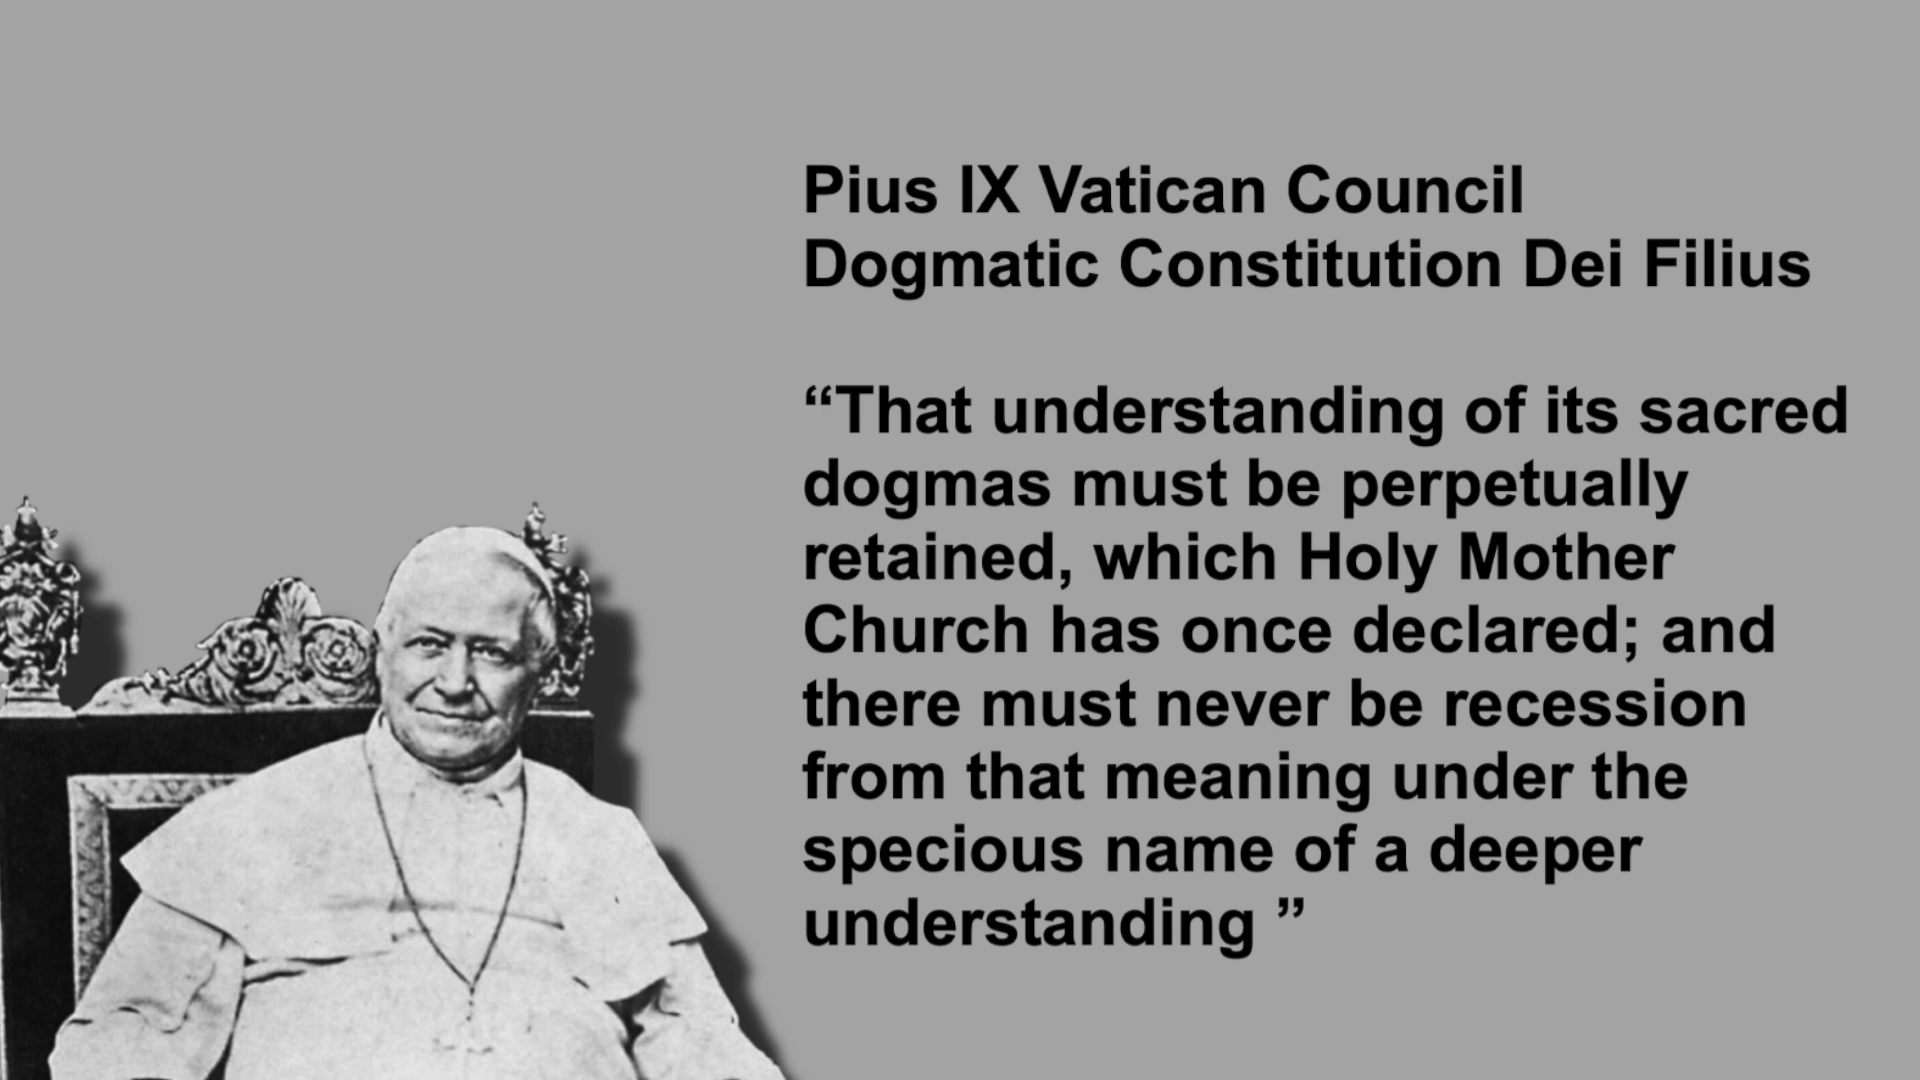 Pius IX Vatican Council
Dogmatic Constitution Dei Filius
“That understanding of its sacred
dogmas must be perpetually
retained, which Holy Mother
Church has once declared; and
there must never be recession
from that meaning under the
specious name of a deeper
understanding ”